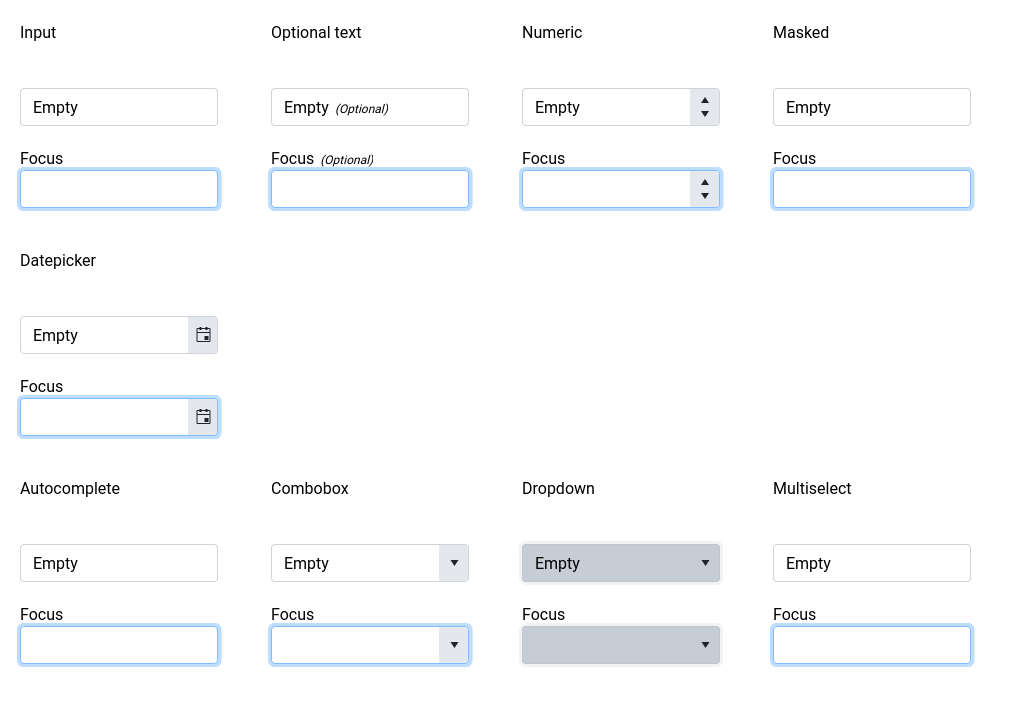 Input Optional text Numeric Masked
Empty Empty (Optional) Empty Empty
Focus Focus (Optional) Focus Focus
Datepicker
Empty
Focus
Autocomplete Combobox Dropdown Multiselect
Empty Empty Empty Empty
Focus Focus Focus Focus